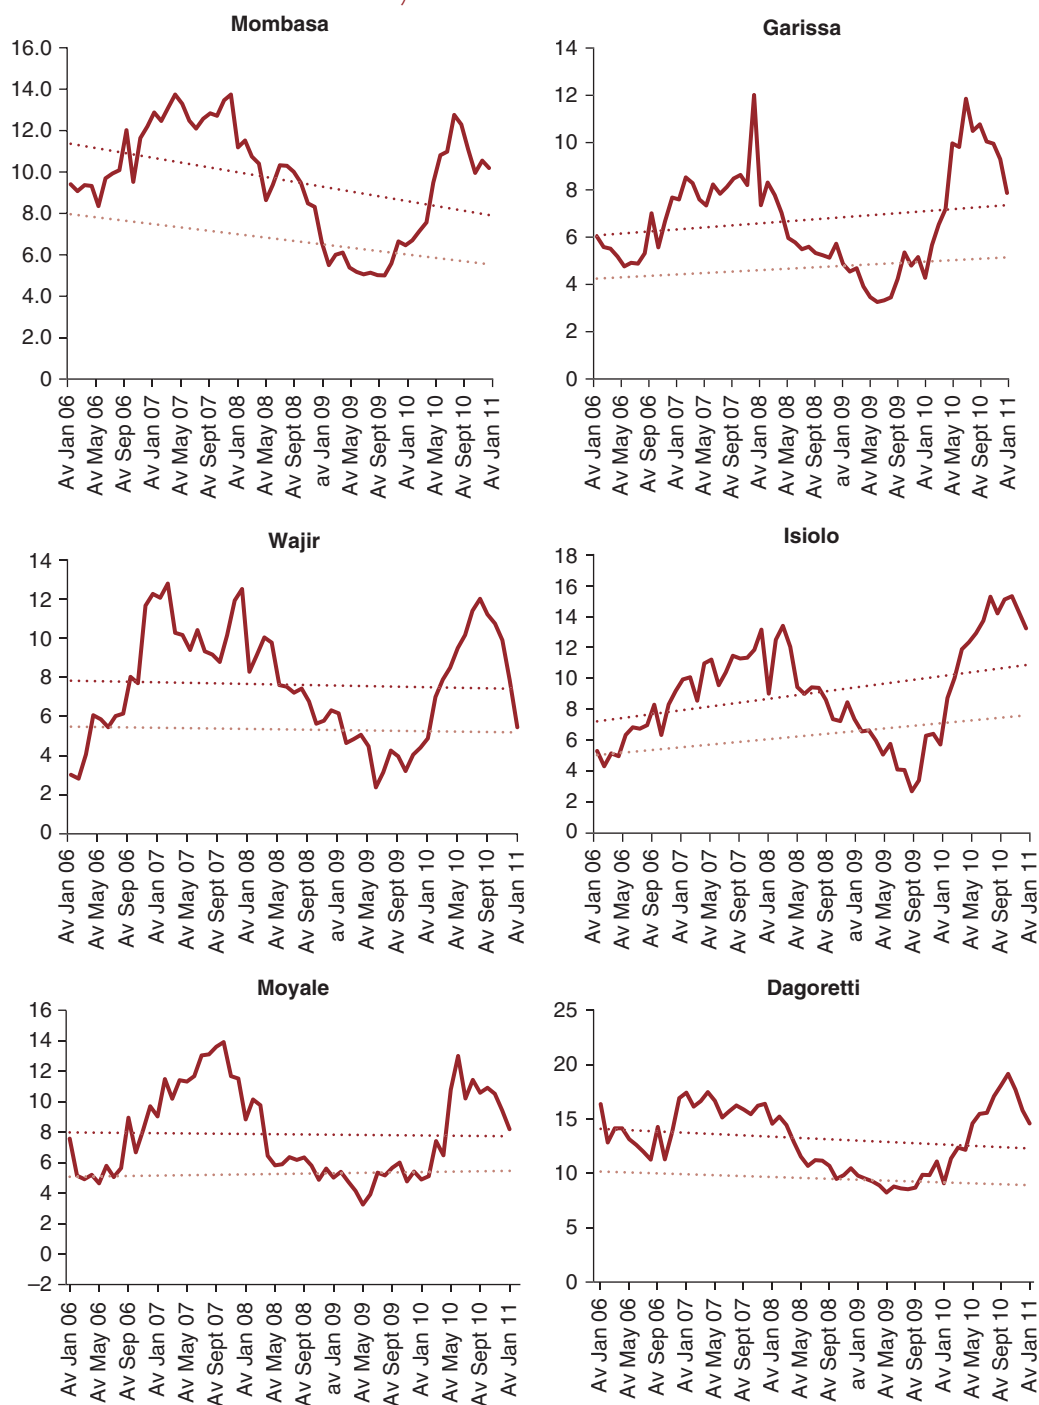 Mombasa
16.0
14.0
12.0
10.0
8.0
6.0
4.0
2.0
0
Av Jan 06
Av May 06
Av Sep 06
Av Jan 07
Av May 07
Av Sept 07
Av Jan 08
Av May 08
Av Sept 08
av Jan 09
Av May 09
Av Sept 09
Av Jan 10
Av May 10
Av Sept 10
Av Jan 11
Garissa
14
12
10
8
6
4
2
0
Av Jan 06
Av May 06
Av Sept 06
Av Jan 07
Av May 07
Av Sept 07
Av Jan 08
Av May 08
Av Sept 08
av Jan 09
Av May 09
Av Sept 09
Av Jan 10
Av May 10
Av Sept 10
Av Jan 11
Wajir
14
12
10
8
6
4
2
0
Av Jan 06
Av May 06
Av Sept 06
Av Jan 07
Av May 07
Av Sept 07
Av Jan 08
Av May 08
Av Sept 08
av Jan 09
Av May 09
Av Sept 09
Av Jan 10
Av May 10
Av Sept 10
Av Jan 11
Isiolo
18
16
14
12
10
8
6
4
2
0
Av Jan 06
Av May 06
Av Sept 06
Av Jan 07
Av May 07
Av Sept 07
Av Jan 08
Av May 08
Av Sept 08
av Jan 09
Av May 09
Av Sept 09
Av Jan 10
Av May 10
Av Sept 10
Av Jan 11
Moyale
16
14
12
10
8
6
4
2
0
–2
Av Jan 06
Av May 06
Av Sept 06
Av Jan 07
Av May 07
Av Sept 07
Av Jan 08
Av May 08
Av Sept 08
av Jan 09
Av May 09
Av Sept 09
Av Jan 10
Av May 10
Av Sept 10
Av Jan 11
Dagoretti
25
20
15
10
5
0
Av Jan 06
Av May 06
Av Sept 06
Av Jan 07
Av May 07
Av Sept 07
Av Jan 08
Av May 08
Av Sept 08
av Jan 09
Av May 09
Av Sept 09
Av Jan 10
Av May 10
Av Sept 10
Av Jan 11